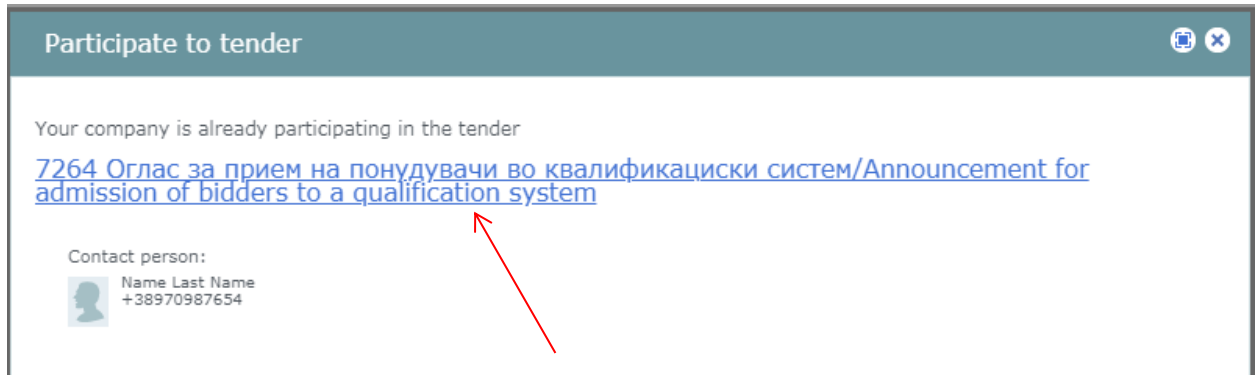 Participate to tender
Your company is already participating in the tender
7264 Оглас за прием на понудувачи во квалификациски систем/Announcement for
admission of bidders to a qualification system
Contact person:
Name Last Name
+38970987654